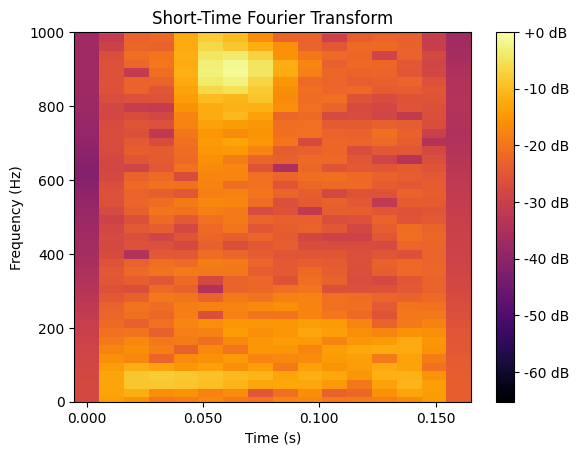 Short-Time Fourier Transform
1000
800
600
400
200
0
Frequency (Hz)
0.000
0.050
0.100
0.150
Time (s)
+0 dB
-10 dB
-20 dB
-30 dB
-40 dB
-50 dB
-60 dB